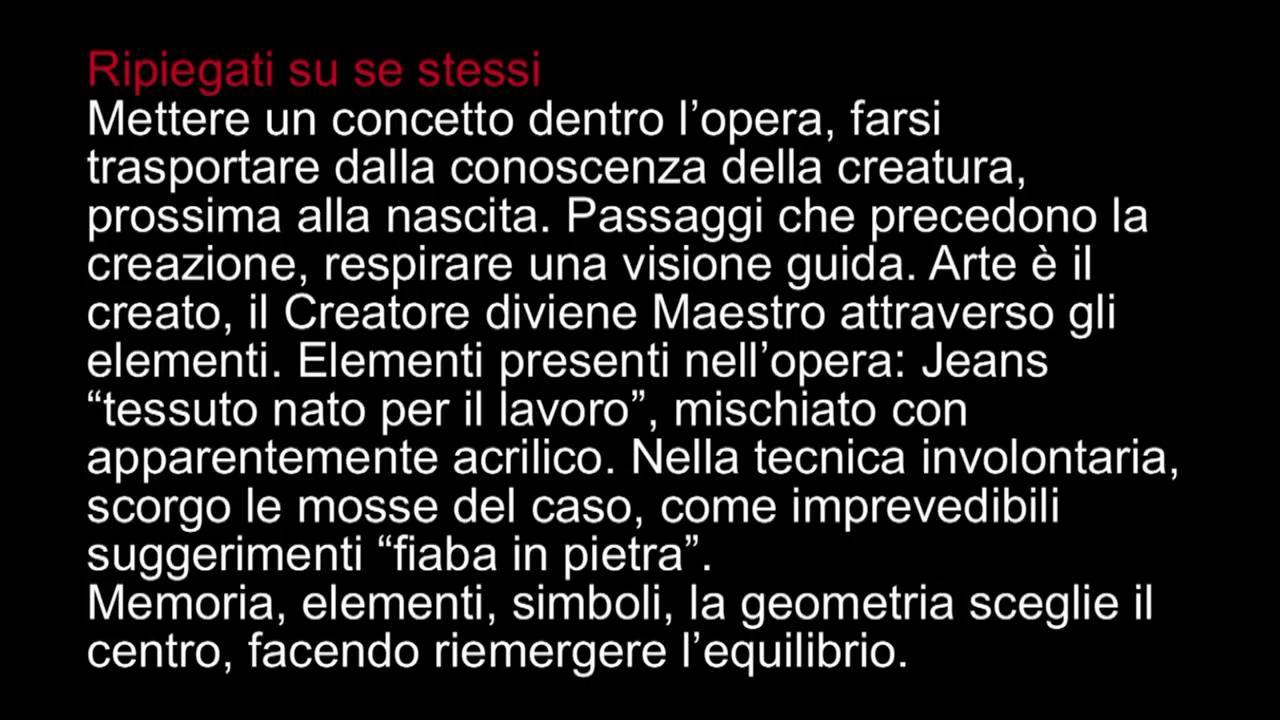 Ripiegati su se stessi
Mettere un concetto dentro l’opera, farsi
trasportare dalla conoscenza della creatura,
prossima alla nascita. Passaggi che precedono la
creazione, respirare una visione guida. Arte è il
creato, il Creatore diviene Maestro attraverso gli
elementi. Elementi presenti nell’opera: Jeans
“tessuto nato per il lavoro”, mischiato con
apparentemente acrilico. Nella tecnica involontaria,
scorgo le mosse del caso, come imprevedibili
suggerimenti “fiaba in pietra”.
Memoria, elementi, simboli, la geometria sceglie il
centro, facendo riemergere l’equilibrio.